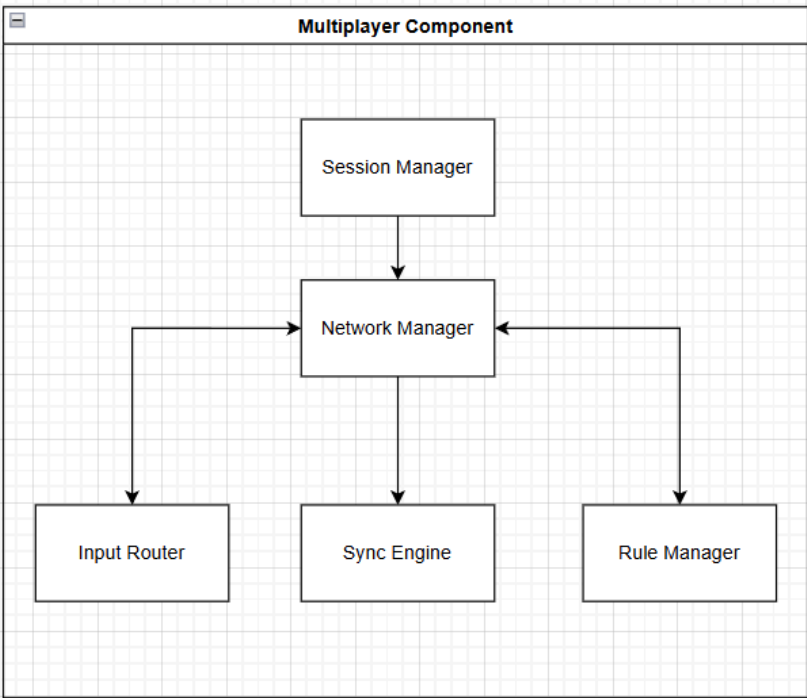 Multiplayer Component
Session Manager
Network Manager
Input Router
Sync Engine
Rule Manager